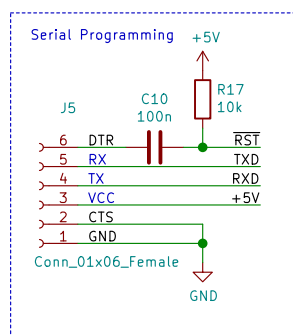 Serial Programming
+5V
R17
10k
C10
100n
J5
6 DTR RST
5 RX TXD
4 TX RXD
3 VCC +5V
2 CTS
1 GND
Conn_01x06_Female
GND